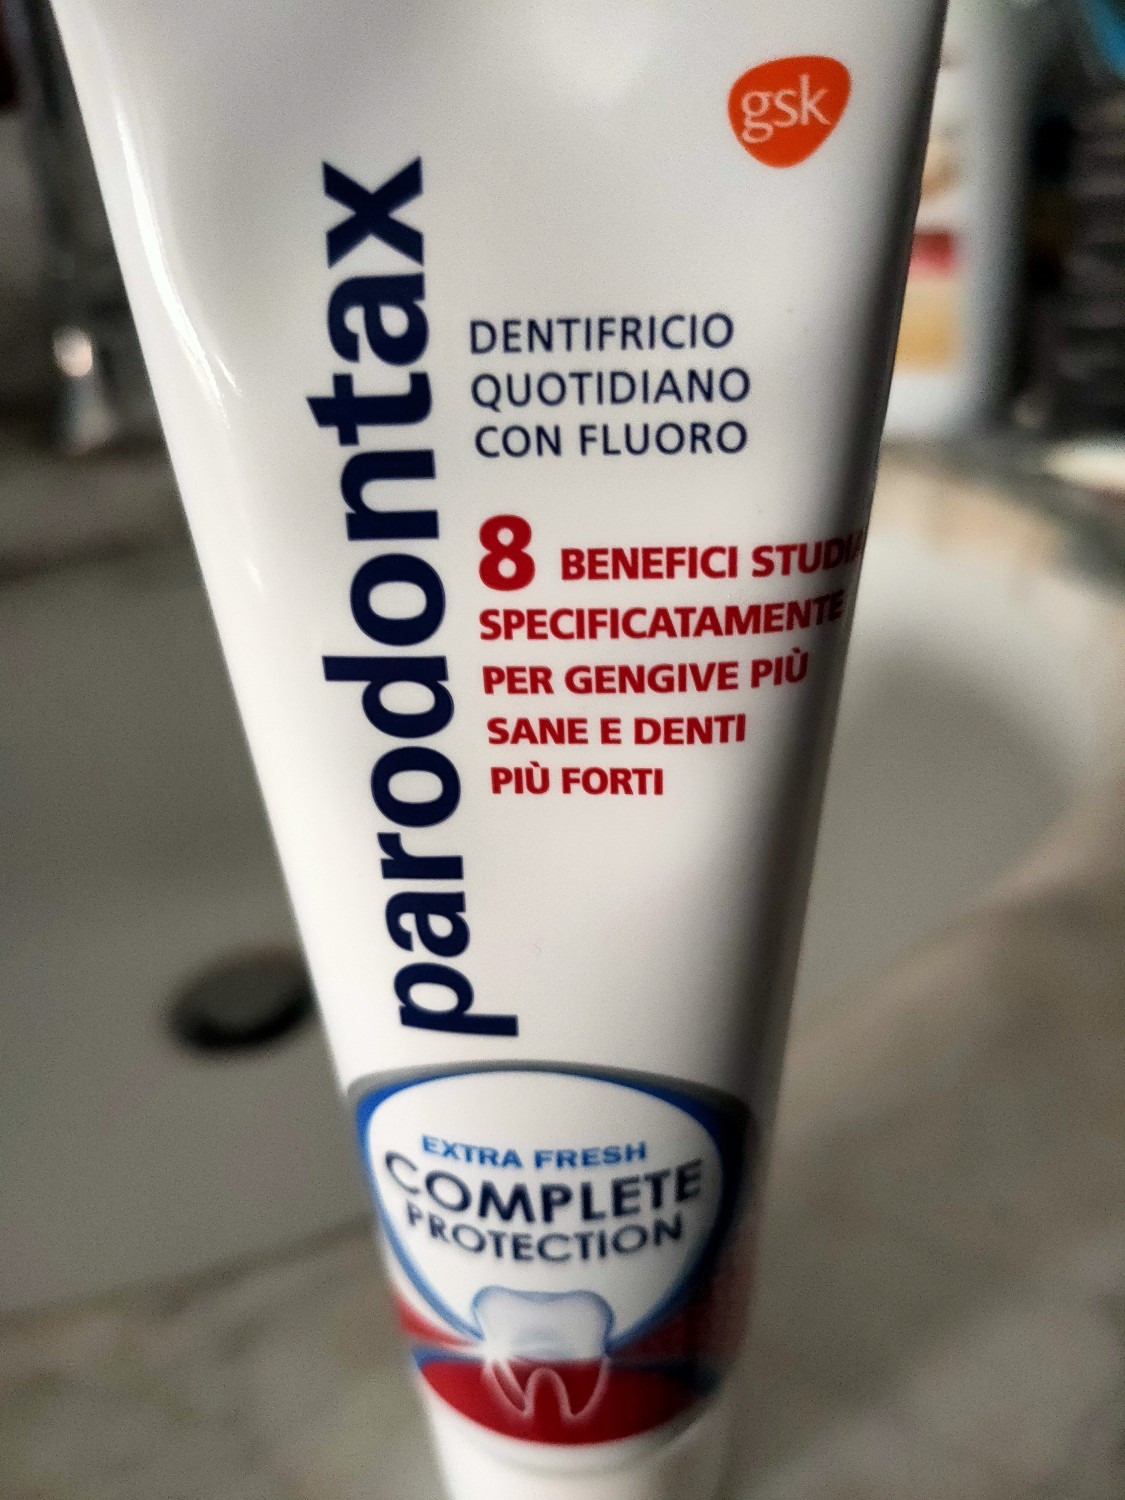 gsk
parodontax
DENTIFRICIO
QUOTIDIANO
CON FLUORO
8 BENEFICI
SPECIFICATAMENTE
PER GENGIVE PIÙ
SANE E DENTI
PIÙ FORTI
EXTRA FRESH
COMPLETE
PROTECTION